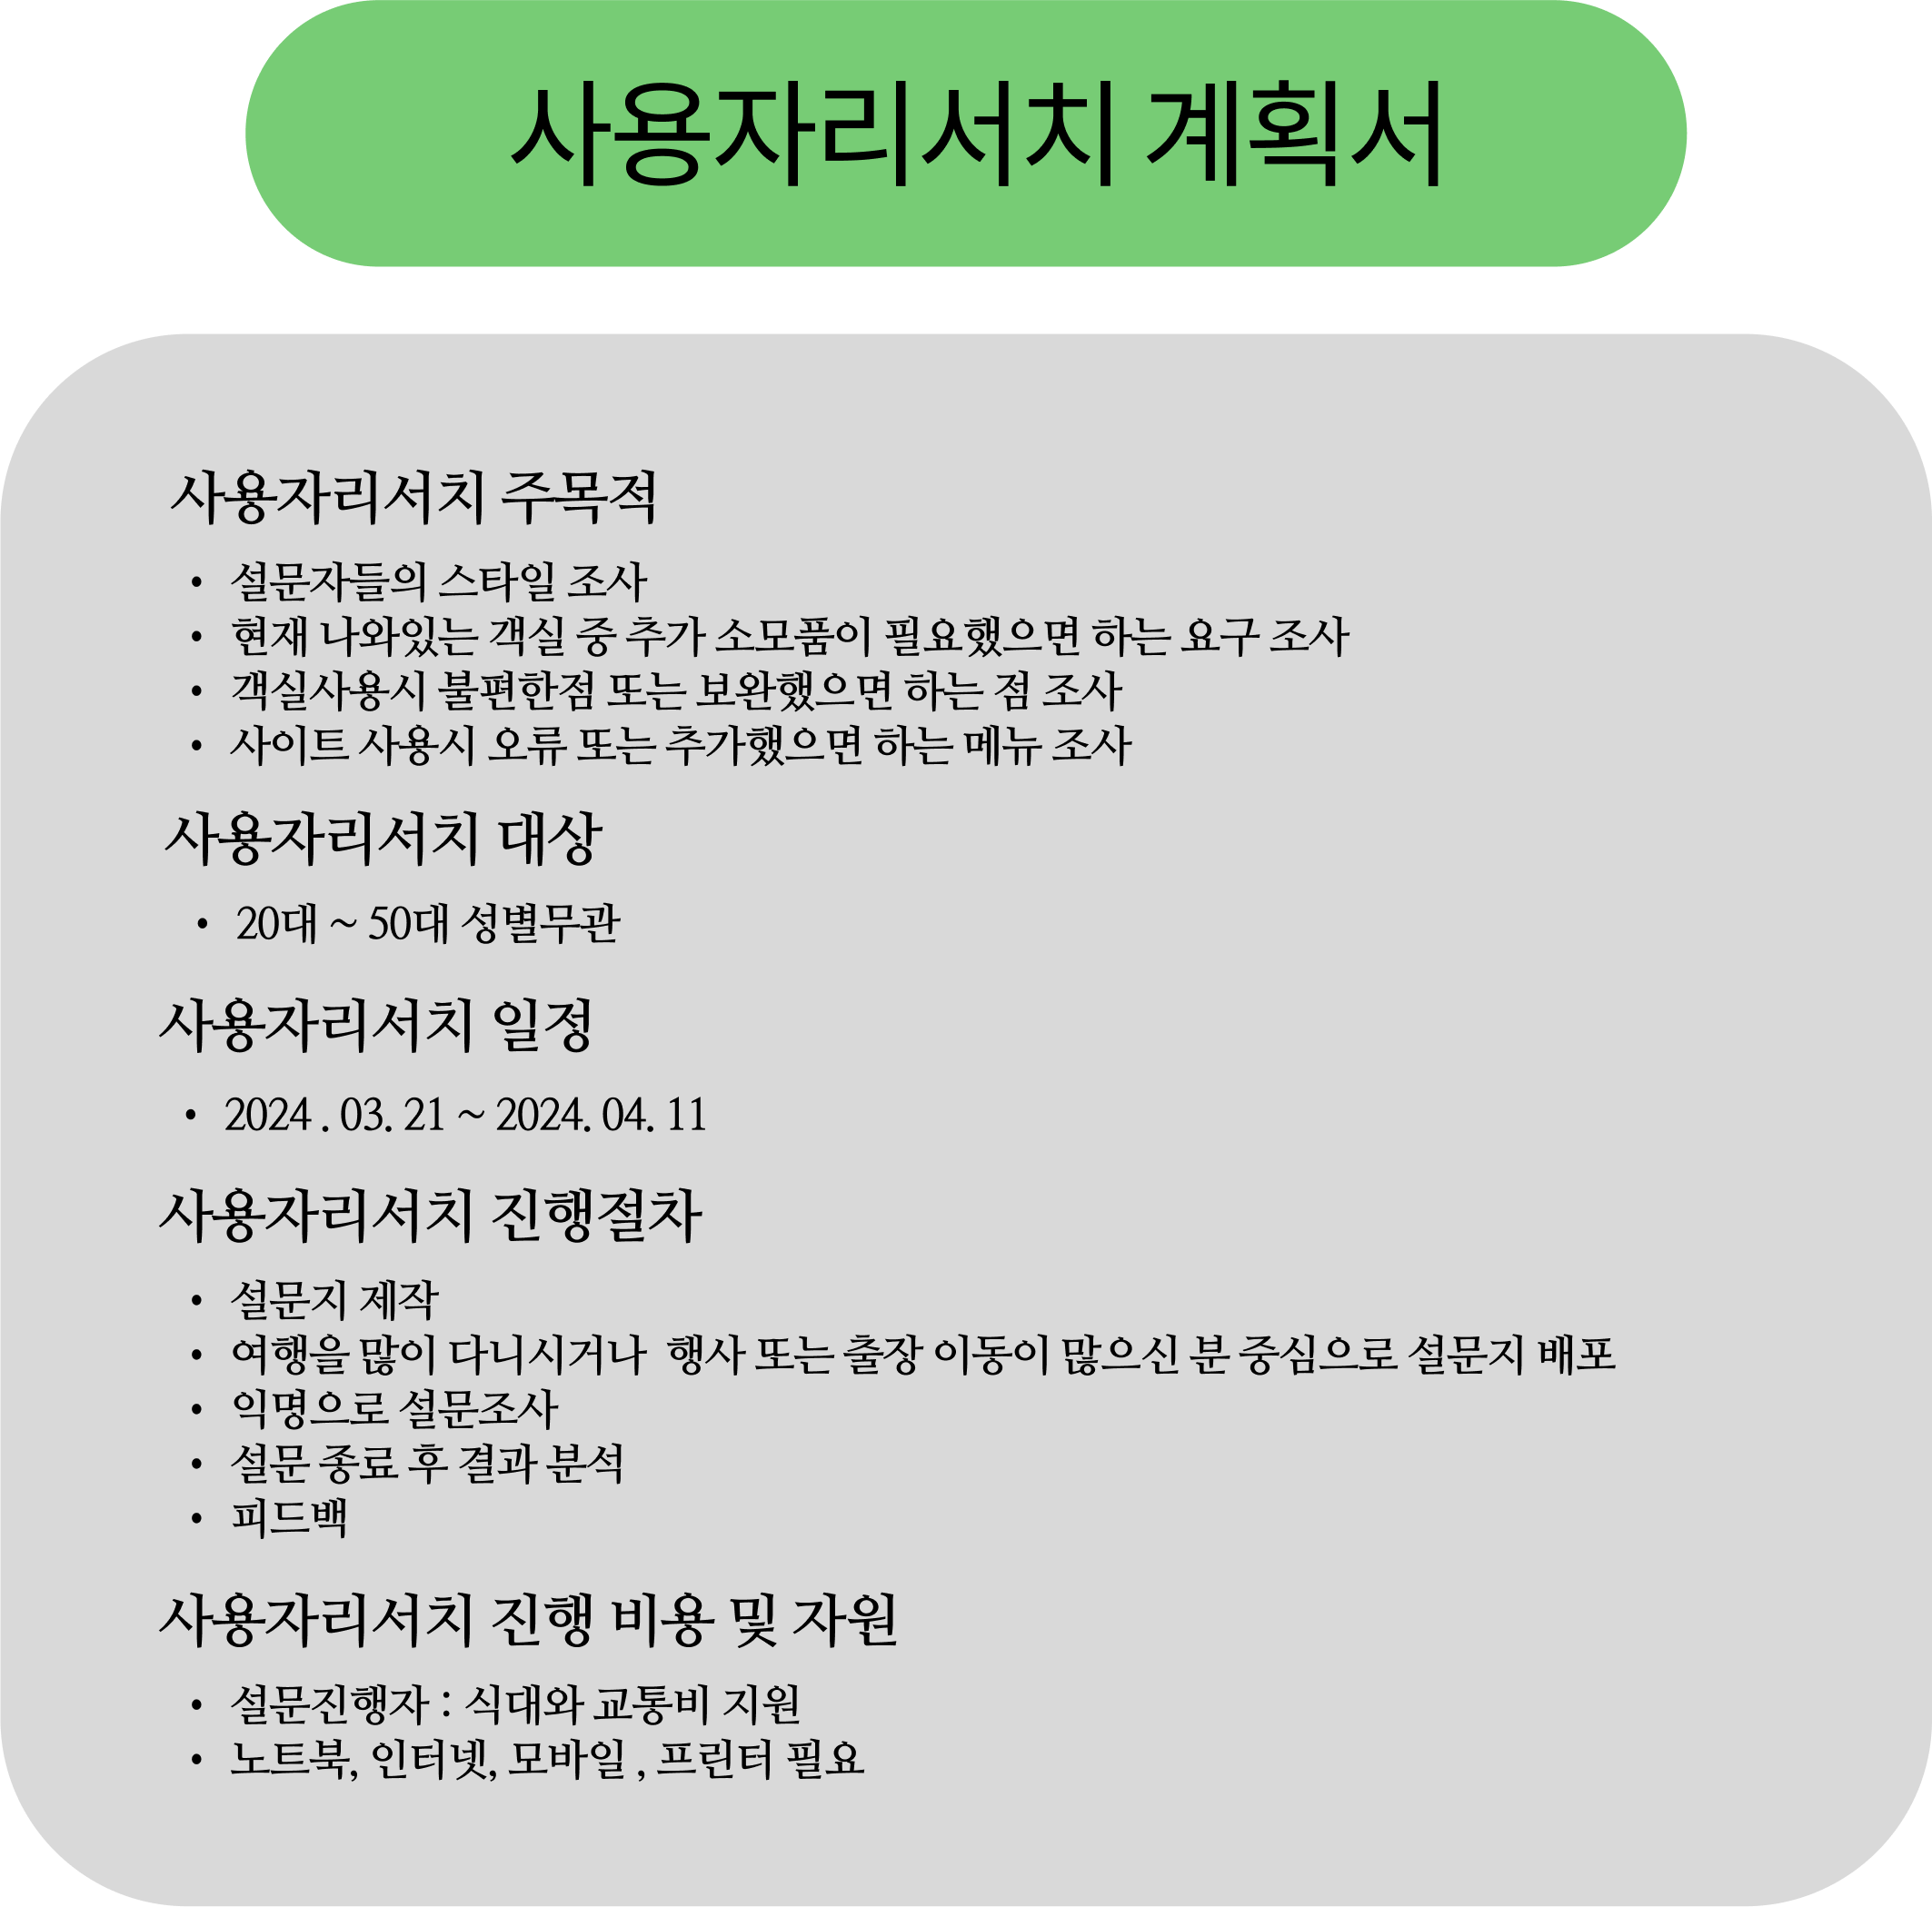 사용자리서치 계획서
사용자리서치 주목적
• 설문자들의 스타일 조사
• 현재 나와있는 객실 중 추가 소모품이 필요했으면 하는 요구 조사
• 객실사용시 불편한점 또는 보완했으면 하는 점 조사
• 사이트 사용시 오류 또는 추가했으면 하는 메뉴 조사
사용자리서치 대상
• 20대 ~ 50대 성별무관
사용자리서치 일정
• 2024 . 03. 21 ~ 2024. 04. 11
사용자리서치 진행절차
• 설문지 제작
• 여행을 많이 다니시거나 행사 또는 출장 이동이 많으신 분 중심으로 설문지 배포
• 익명으로 설문조사
• 설문 종료 후 결과 분석
• 피드백
사용자리서치 진행 비용 및 자원
• 설문진행자 : 식대와 교통비 지원
• 노트북, 인터넷, 모바일 , 프린터 필요